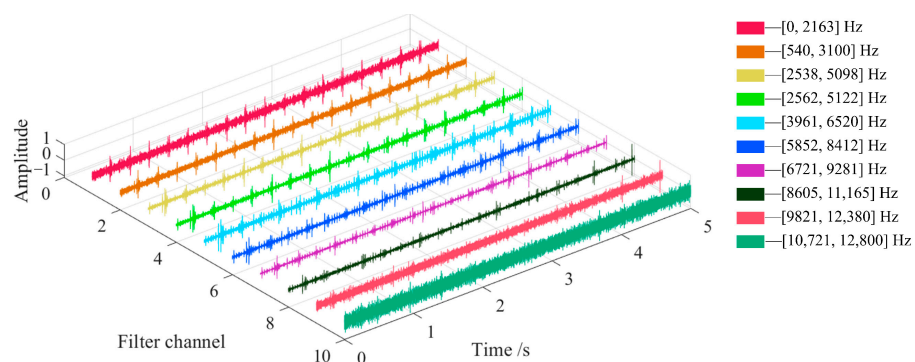 [0, 2163] Hz
[540, 3100] Hz
[2538, 5098] Hz
[2562, 5122] Hz
[3961, 6520] Hz
[5852, 8412] Hz
[6721, 9281] Hz
[8605, 11,165] Hz
[9821, 12,380] Hz
[10,721, 12,800] Hz
Amplitude
1
0
−1
0
2
4
6
8
10
Filter channel
0
1
2
3
4
5
Time /s